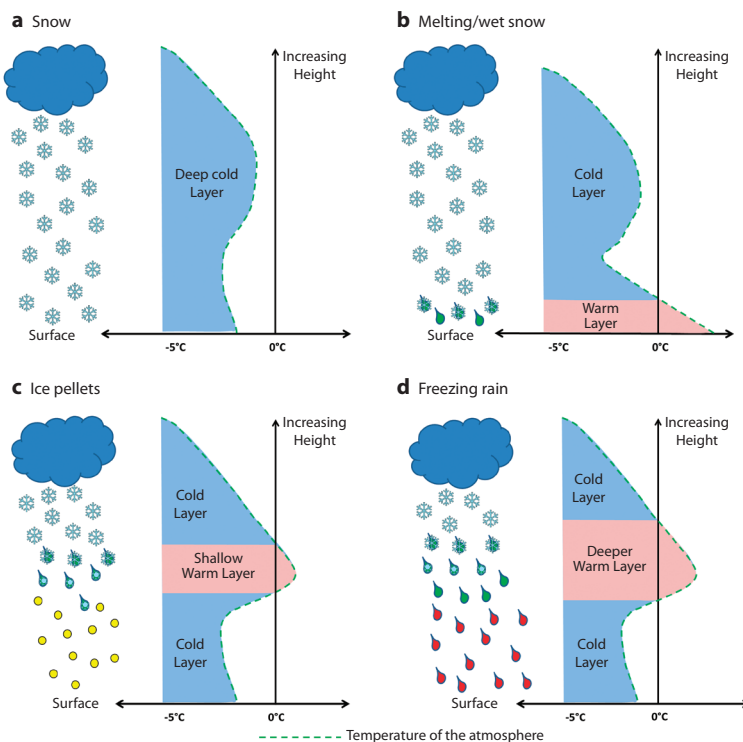 a Snow
Increasing
Height
Deep cold
Layer
Surface
-5°C
0°C
b Melting/wet snow
Increasing
Height
Cold
Layer
Warm
Layer
Surface
-5°C
0°C
c Ice pellets
Increasing
Height
Cold
Layer
Shallow
Warm Layer
Cold
Layer
Surface
-5°C
0°C
d Freezing rain
Increasing
Height
Cold
Layer
Deeper
Warm Layer
Cold
Layer
Surface
-5°C
0°C
Temperature of the atmosphere